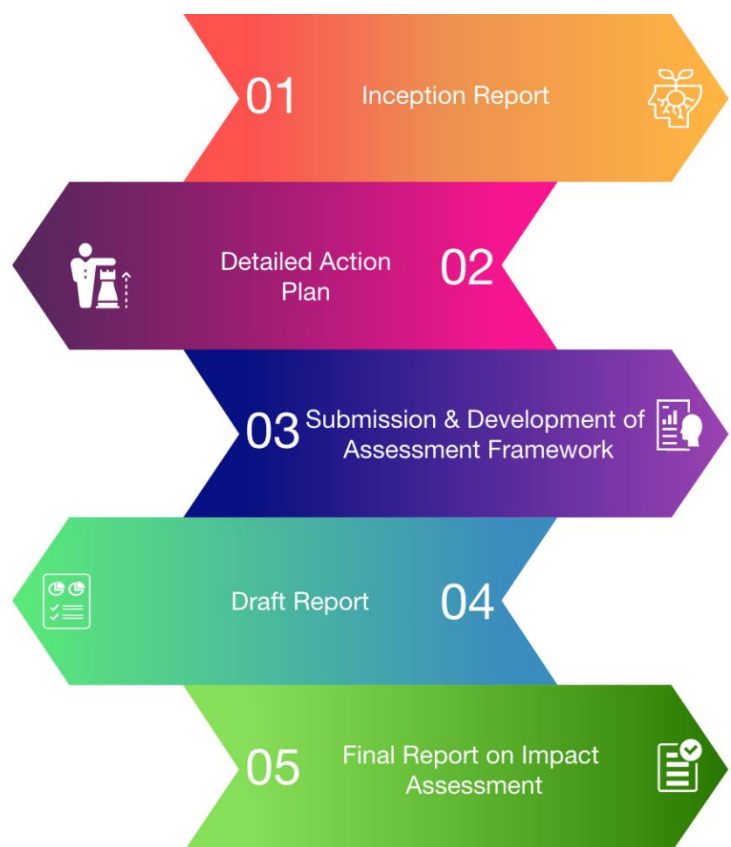 01
Inception Report
Detailed Action
Plan
02
03
Submission & Development of
Assessment Framework
Draft Report
04
05
Final Report on Impact
Assessment